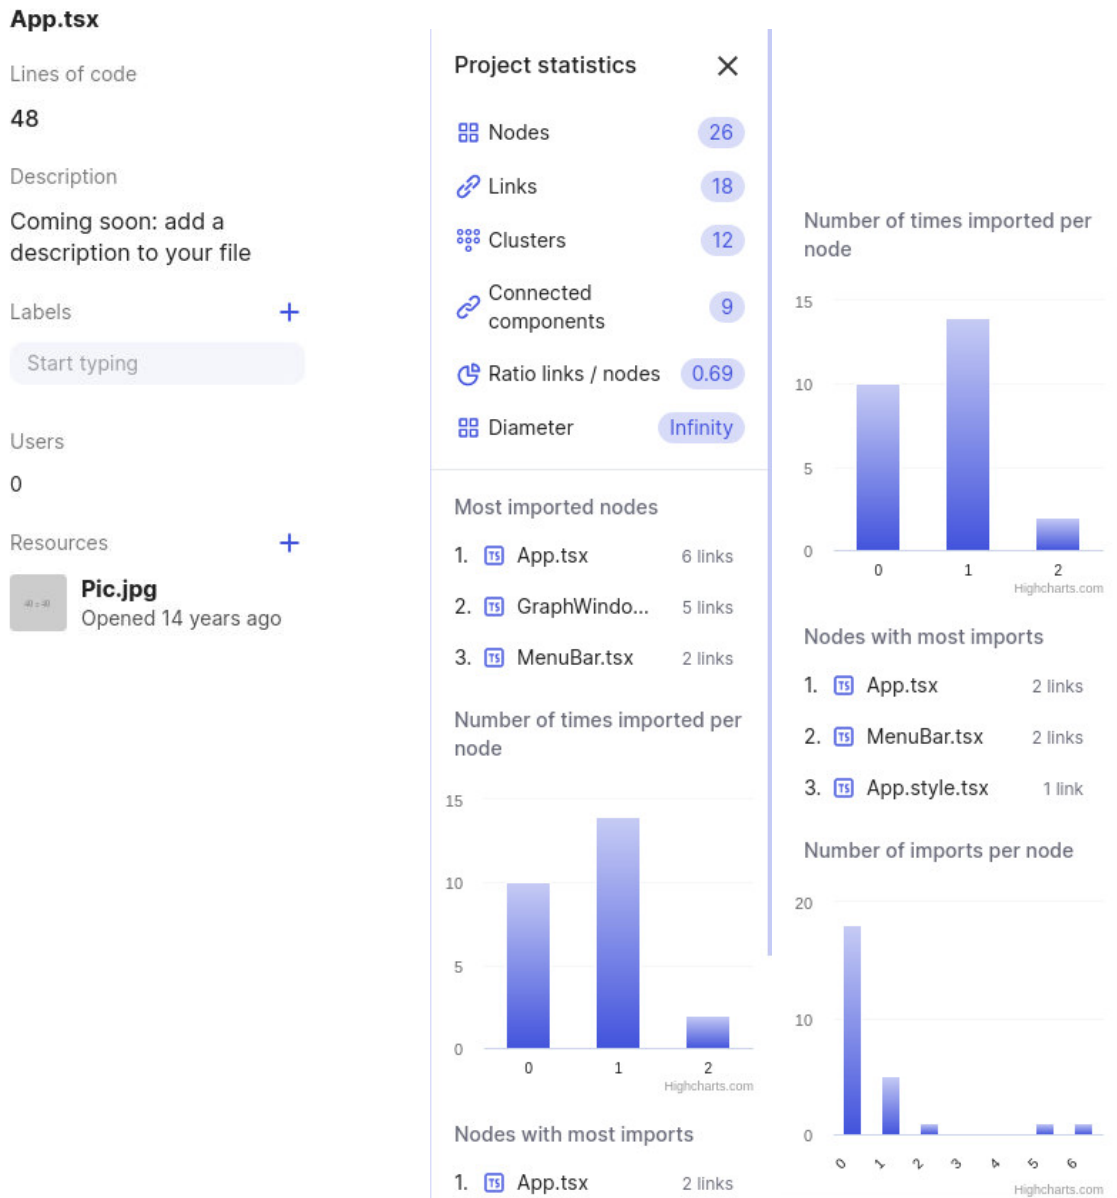 App.tsx
Lines of code
48
Description
Coming soon: add a
description to your file
Labels
Start typing
Users
0
Resources
Pic.jpg
Opened 14 years ago
Project statistics
Nodes 26
Links 18
Clusters 12
Connected
components 9
Ratio links / nodes 0.69
Diameter Infinity
Most imported nodes
1. TS App.tsx 6 links
2. TS GraphWindo... 5 links
3. TS MenuBar.tsx 2 links
Number of times imported per
node
15
10
5
0
0 1 2
Highcharts.com
Nodes with most imports
1. TS App.tsx 2 links
Number of times imported per
node
15
10
5
0
0 1 2
Highcharts.com
Nodes with most imports
1. TS App.tsx 2 links
2. TS MenuBar.tsx 2 links
3. TS App.style.tsx 1 link
Number of imports per node
20
10
0
0 1 2 3 4 5 6
Highcharts.com